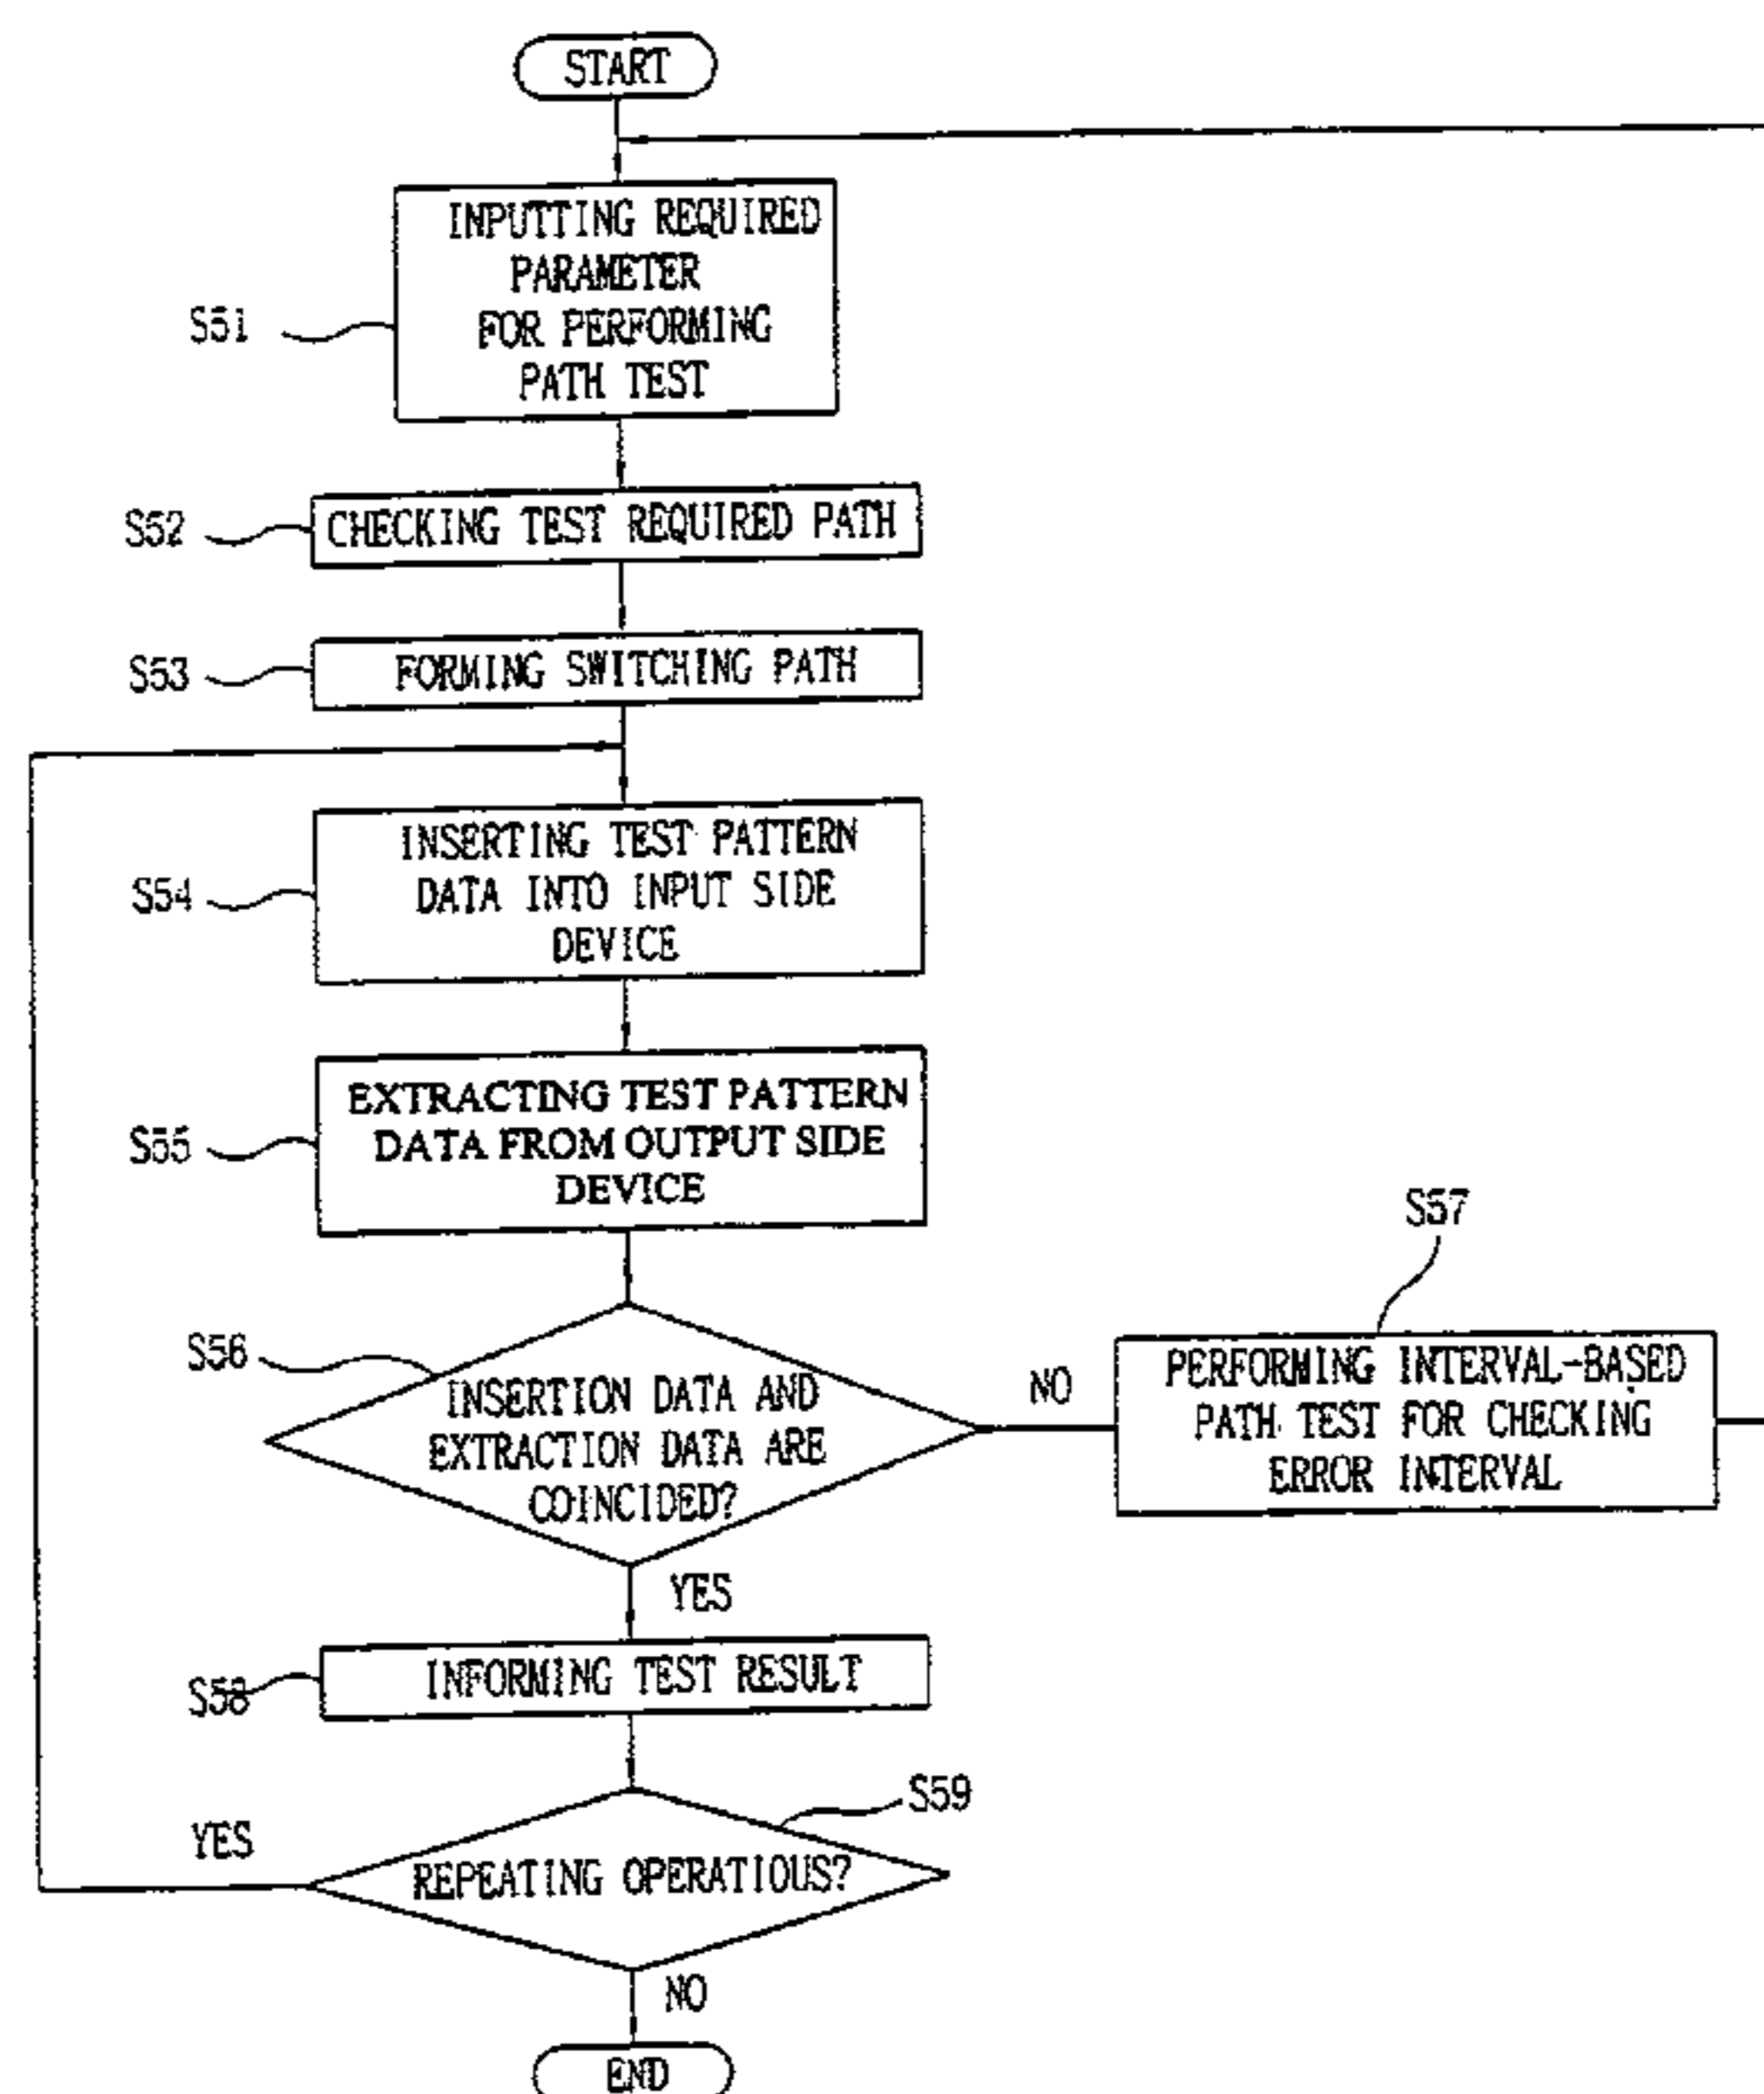 START
INPUTTING REQUIRED
PARAMETER
FOR PERFORMING
PATH TEST
S51
S52
CHECKING TEST REQUIRED PATH
S53
FORMING SWITCHING PATH
INSERTING TEST PATTERN
DATA INTO INPUT SIDE
DEVICE
S54
EXTRACTING TEST PATTERN
DATA FROM OUTPUT SIDE
DEVICE
S55
S56
INSERTION DATA AND
EXTRACTION DATA ARE
COINCIDED?
NO
S57
PERFORMING INTERVAL-BASED
PATH TEST FOR CHECKING
ERROR INTERVAL
YES
S58
INFORMING TEST RESULT
S59
YES
REPEATING OPERATIOUS?
NO
END